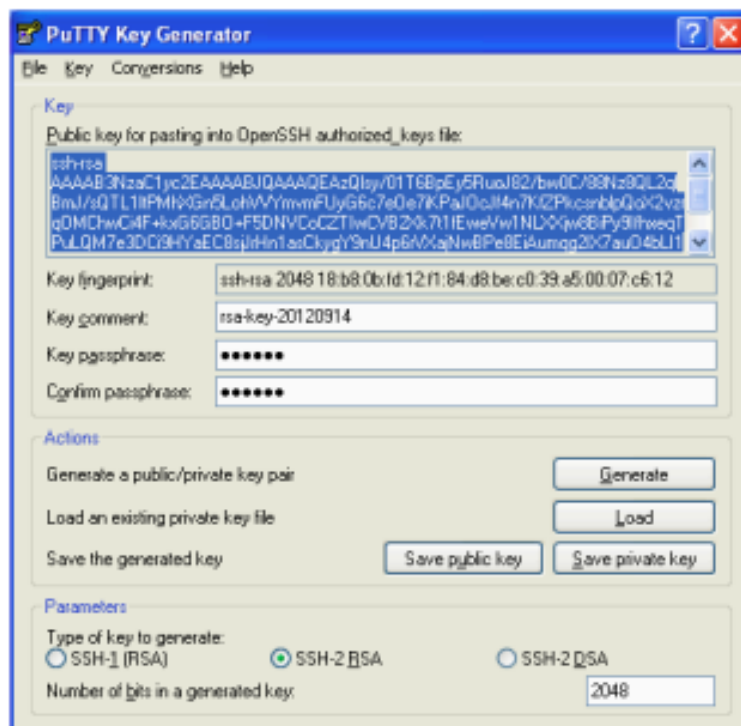 PuTTY Key Generator
File Key Conversions Help
Key
Public key for pasting into OpenSSH authorized_keys file:
ssh-rsa
Key fingerprint: ssh-rsa 2048 18:b8:0b:fd:12:f1:84:d8:be:c0:39:a5:00:07:c6:12
Key comment: rsa-key-20120914
Key passphrase: ••••••
Confirm passphrase: ••••••
Actions
Generate a public/private key pair Generate
Load an existing private key file Load
Save the generated key Save public key Save private key
Parameters
Type of key to generate:
SSH-1 (RSA) SSH-2 RSA SSH-2 DSA
Number of bits in a generated key: 2048